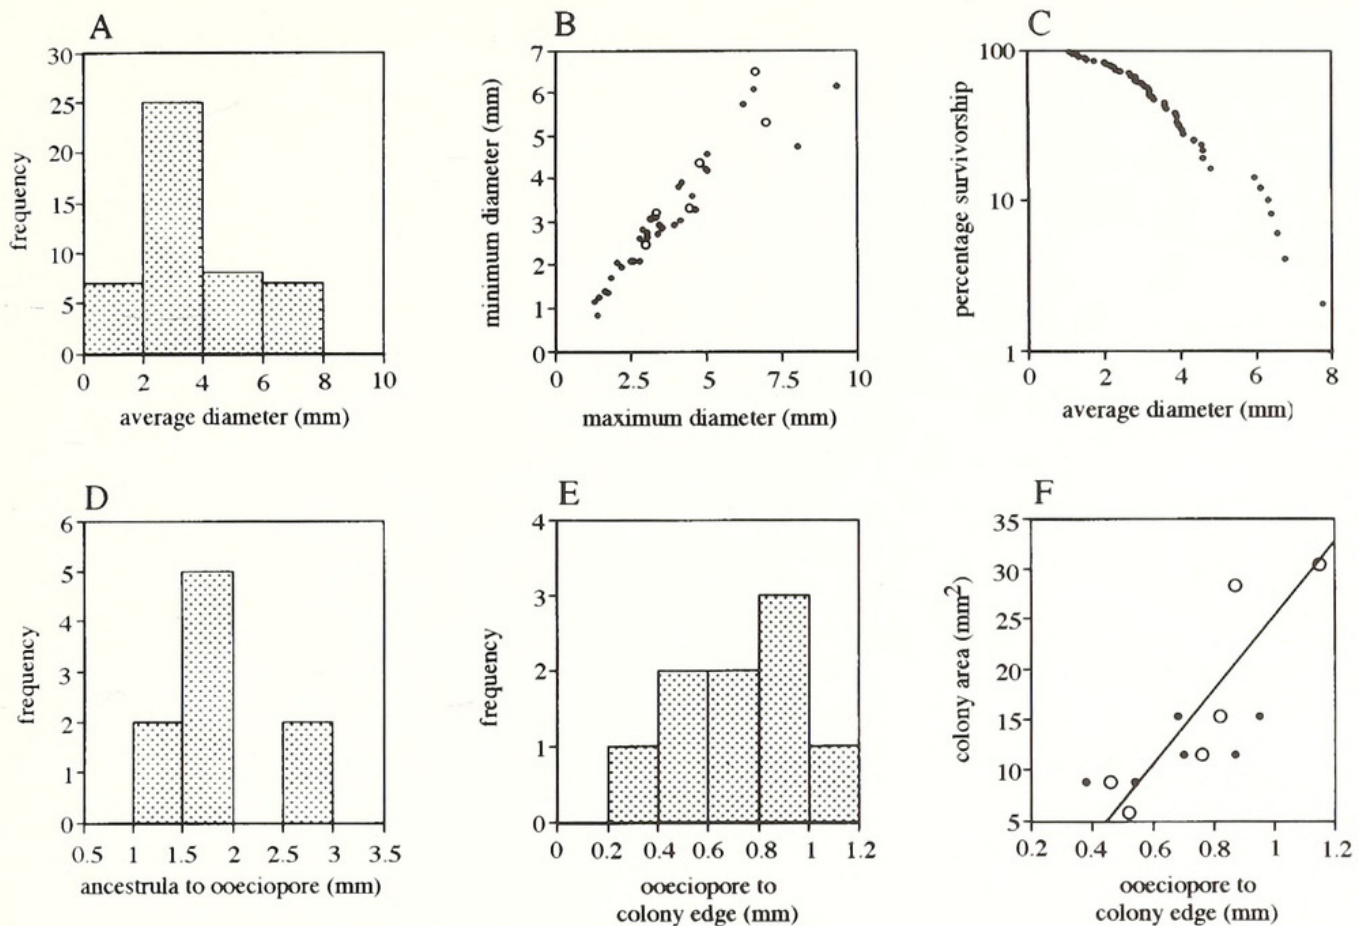 A
30
25
20
15
10
5
0
frequency
0 2 4 6 8 10
average diameter (mm)
B
7
6
5
4
3
2
1
0
minimum diameter (mm)
0 2.5 5 7.5 10
maximum diameter (mm)
C
100
10
1
percentage survivorship
0 2 4 6 8
average diameter (mm)
D
6
5
4
3
2
1
0
frequency
0.5 1 1.5 2 2.5 3 3.5
ancestrula to ooeciopore (mm)
E
4
3
2
1
0
frequency
0 0.2 0.4 0.6 0.8 1 1.2
ooeciopore to
colony edge (mm)
F
35
30
25
20
15
10
5
colony area (mm²)
0.2 0.4 0.6 0.8 1 1.2
ooeciopore to
colony edge (mm)